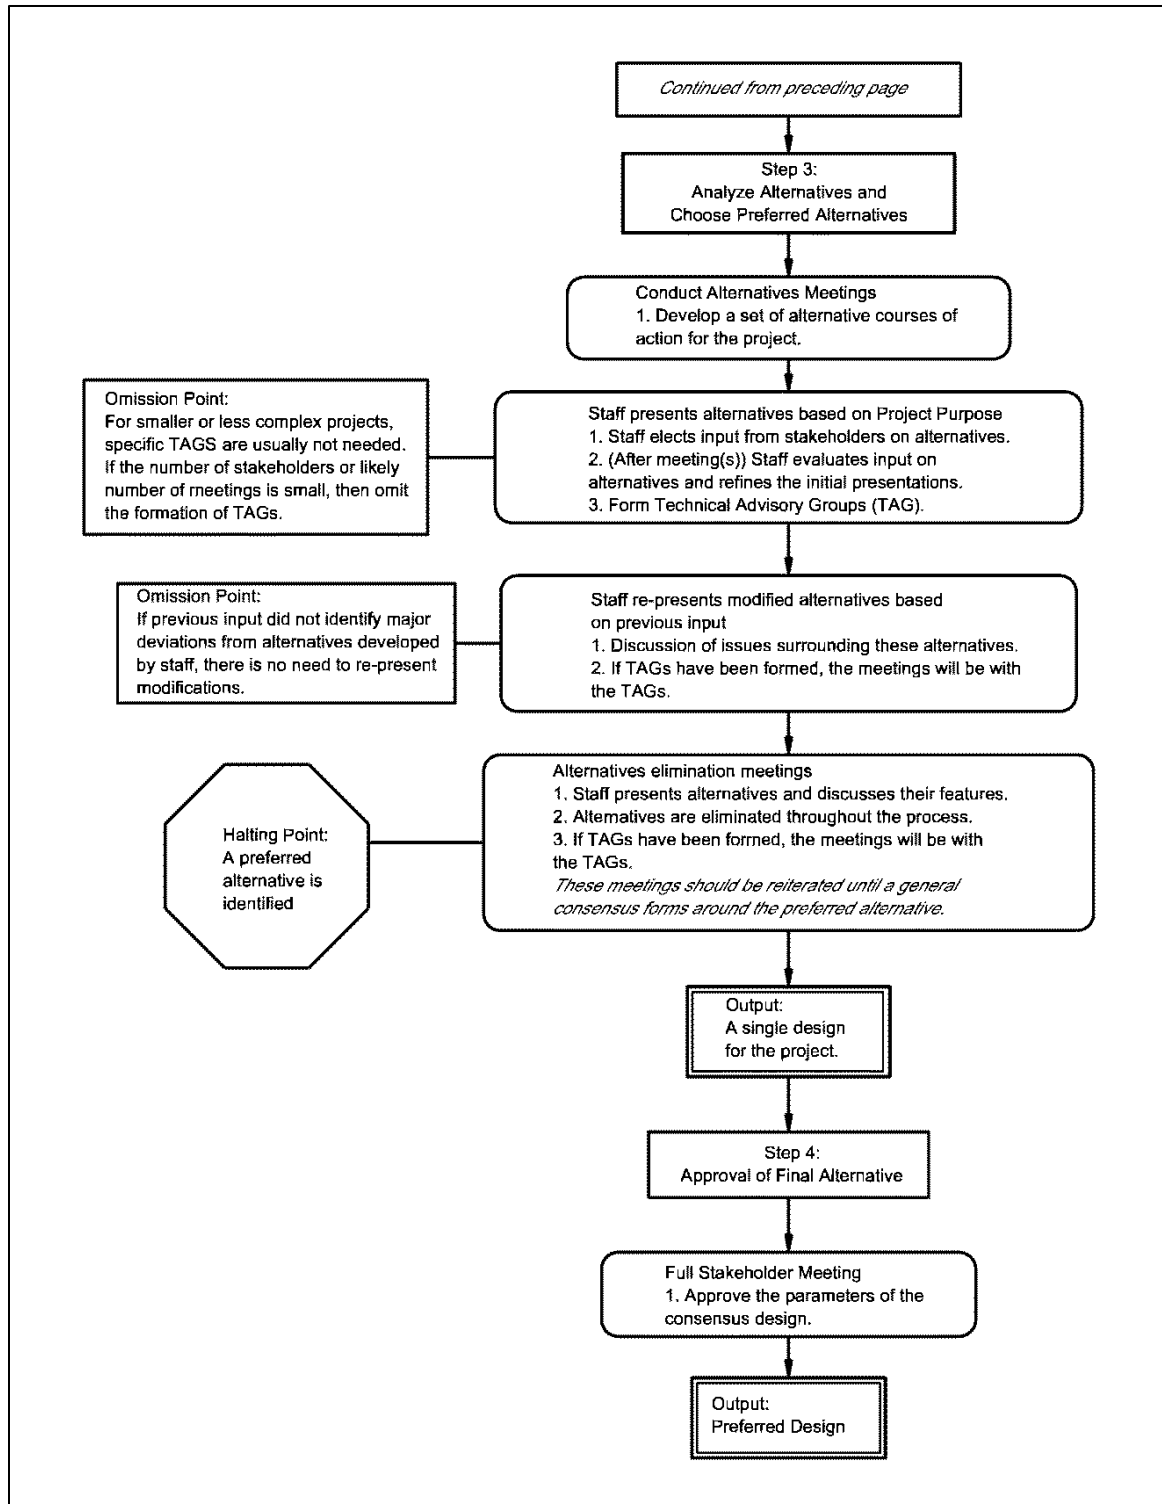 Continued from preceding page
Step 3:
Analyze Alternatives and
Choose Preferred Alternatives
Conduct Alternatives Meetings
1. Develop a set of alternative courses of
action for the project.
Omission Point:
For smaller or less complex projects,
specific TAGS are usually not needed.
If the number of stakeholders or likely
number of meetings is small, then omit
the formation of TAGs.
Staff presents alternatives based on Project Purpose
1. Staff elects input from stakeholders on alternatives.
2. (After meeting(s)) Staff evaluates input on
alternatives and refines the initial presentations.
3. Form Technical Advisory Groups (TAG).
Omission Point:
If previous input did not identify major
deviations from alternatives developed
by staff, there is no need to re-present
modifications.
Staff re-presents modified alternatives based
on previous input
1. Discussion of issues surrounding these alternatives.
2. If TAGs have been formed, the meetings will be with
the TAGs.
Halting Point:
A preferred
alternative is
identified
Alternatives elimination meetings
1. Staff presents alternatives and discusses their features.
2. Alternatives are eliminated throughout the process.
3. If TAGs have been formed, the meetings will be with
the TAGs.
These meetings should be reiterated until a general
consensus forms around the preferred alternative.
Output:
A single design
for the project.
Step 4:
Approval of Final Alternative
Full Stakeholder Meeting
1. Approve the parameters of the
consensus design.
Output:
Preferred Design